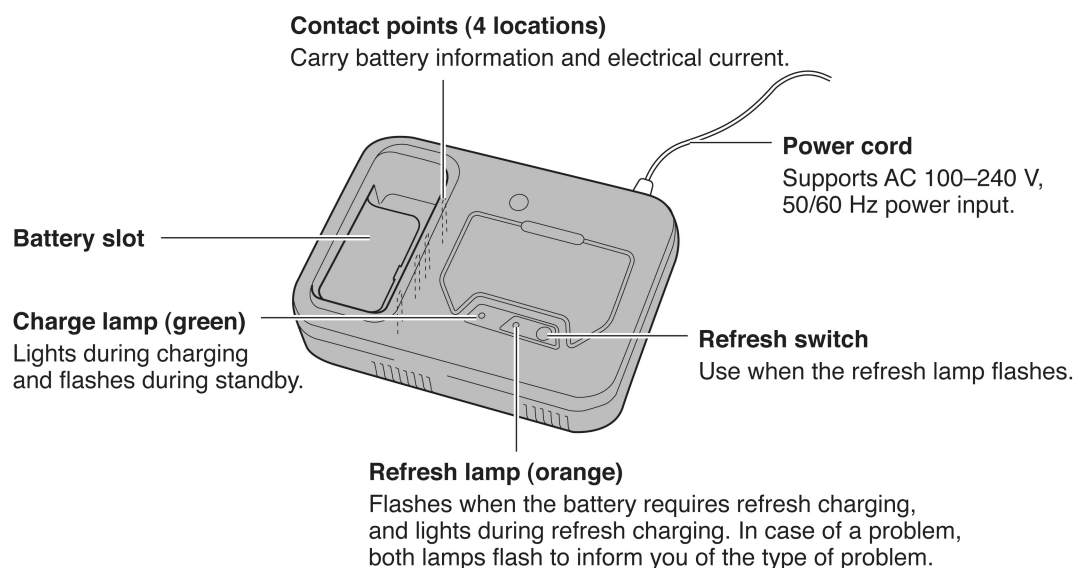 Contact points (4 locations)
Carry battery information and electrical current.
Power cord
Supports AC 100–240 V,
50/60 Hz power input.
Battery slot
Charge lamp (green)
Lights during charging
and flashes during standby.
Refresh switch
Use when the refresh lamp flashes.
Refresh lamp (orange)
Flashes when the battery requires refresh charging,
and lights during refresh charging. In case of a problem,
both lamps flash to inform you of the type of problem.